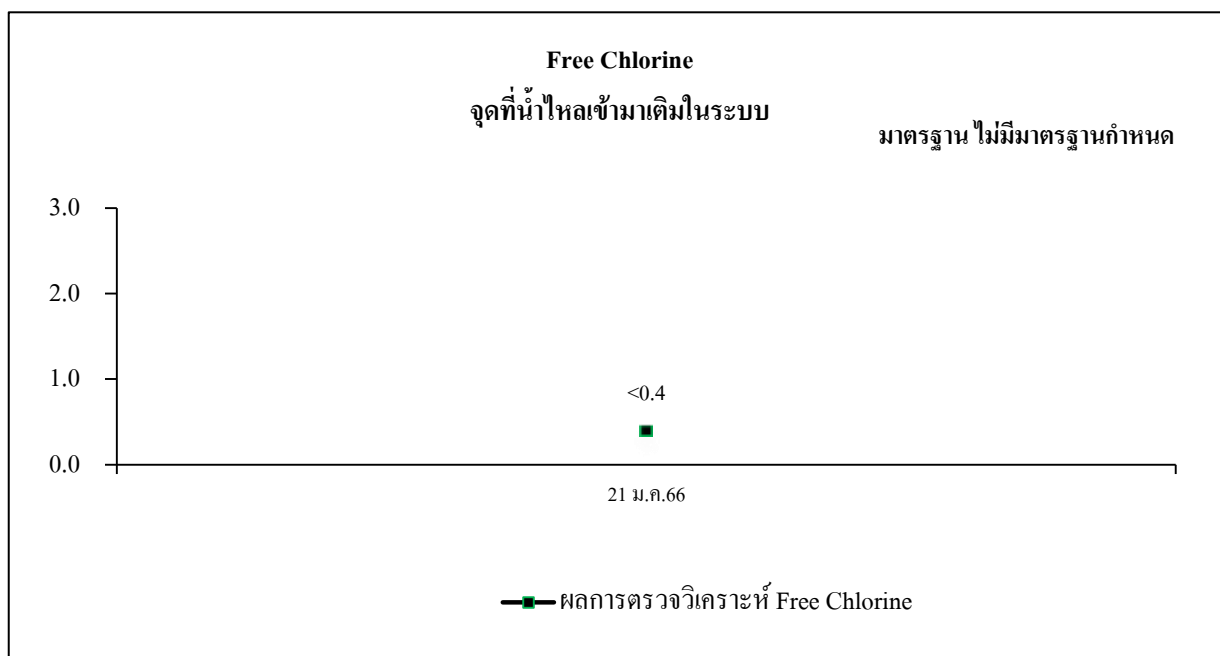 Free Chlorine
จุดที่น้ำไหลเข้ามาเติมในระบบ
มาตรฐาน ไม่มีมาตรฐานกำหนด
3.0
2.0
1.0
<0.4
0.0
21 ม.ค.66
ผลการตรวจวิเคราะห์ Free Chlorine